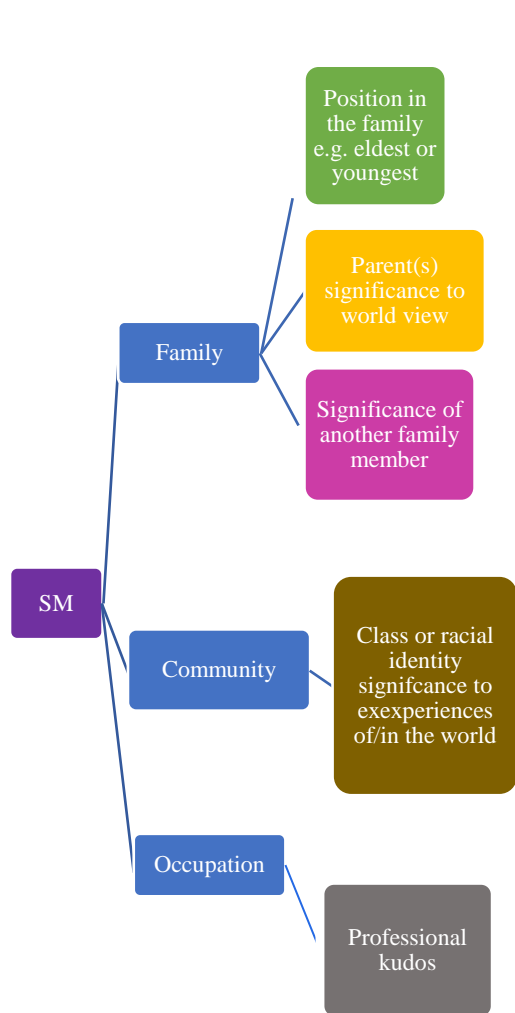 Position in
the family
e.g. eldest or
youngest
Parent(s)
significance to
world view
Family
Significance of
another family
member
SM
Community
Class or racial
identity
signifcance to
exexperiences
of/in the world
Occupation
Professional
kudos